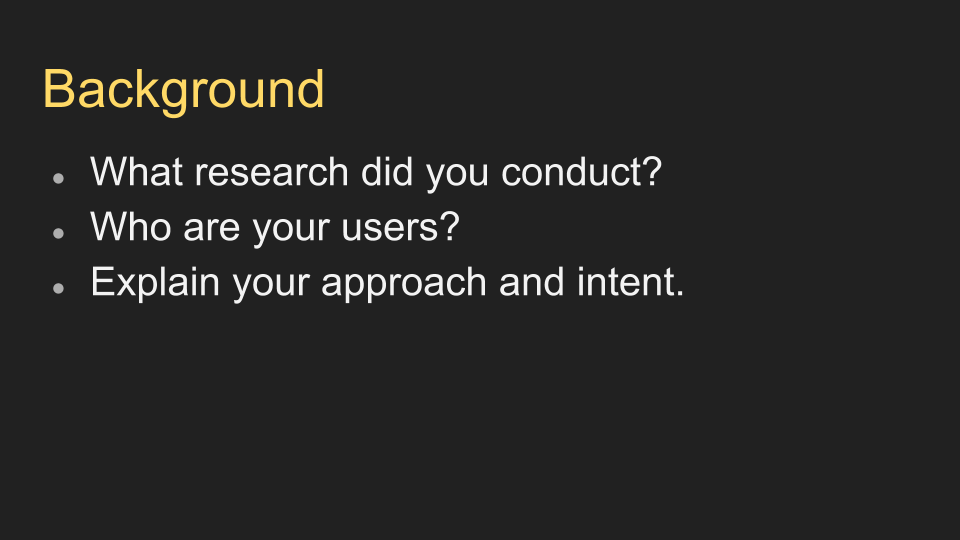 Background
● What research did you conduct?
● Who are your users?
● Explain your approach and intent.